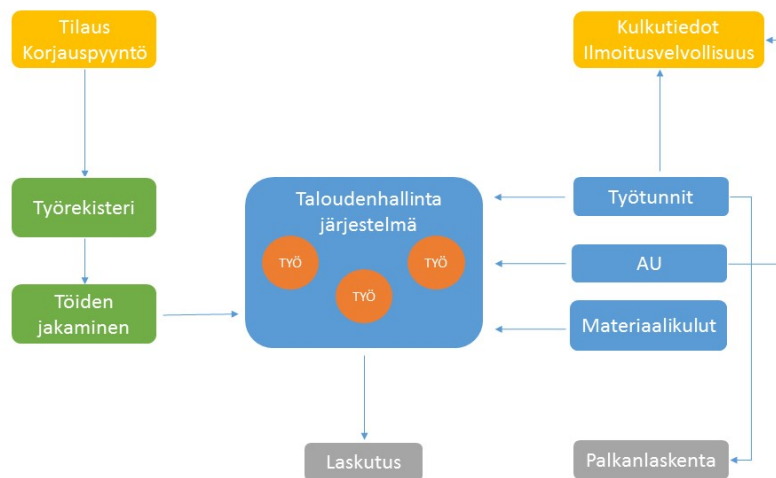 Tilaus
Korjauspyyntö
Kulkutiedot
Ilmoitusvelvollisuus
Työrekisteri
Taloudenhallinta
järjestelmä
Työtunnit
TYÖ
TYÖ
TYÖ
AU
Töiden
jakaminen
Materiaalikulut
Laskutus
Palkanlaskenta